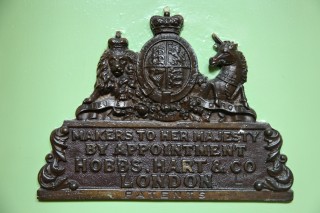 MAKERS TO HER MAJESTY
BY APPOINTMENT
HOBBS, HART & CO
LONDON
PATENTS